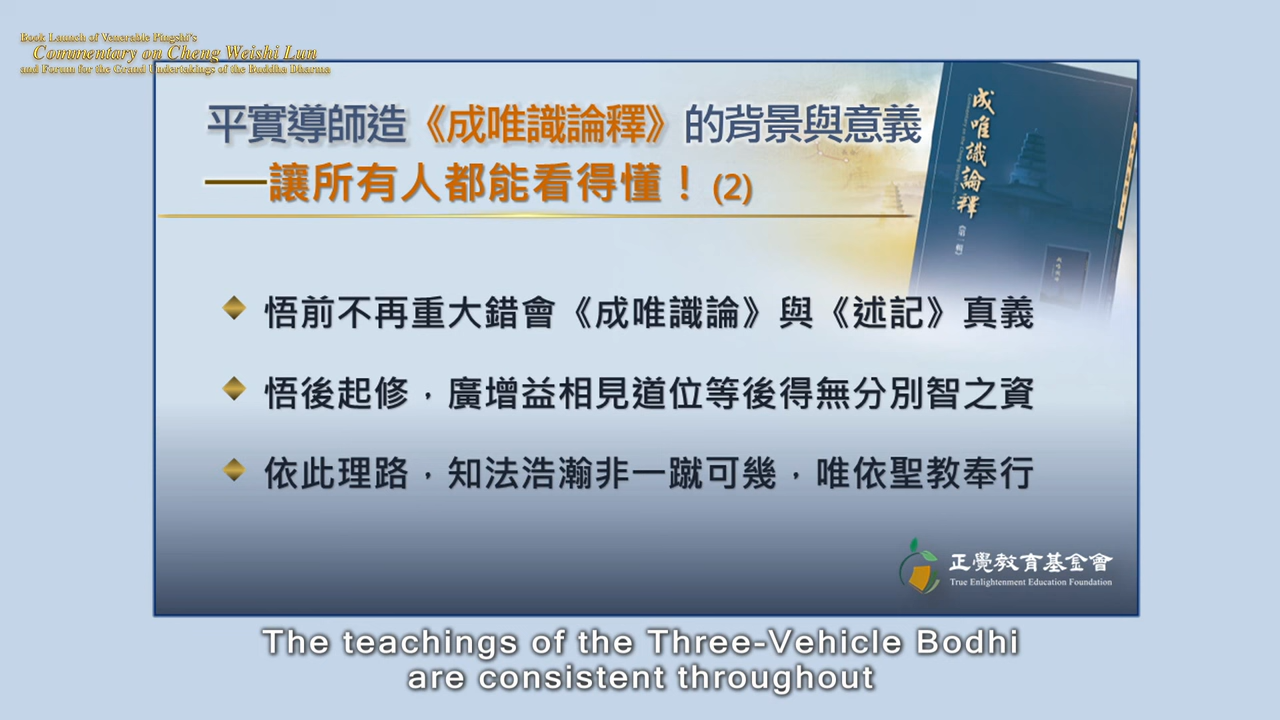 Book Launch of Venerable Pingshi's
Commentary on Cheng Weishi Lun
and Forum for the Grand Undertakings of the Buddha Dharma
平實導師造《成唯識論釋》的背景與意義
——讓所有人都能看得懂！(2)
成唯識論釋
《第一輯》
悟前不再重大錯會《成唯識論》與《述記》真義
悟後起修，廣增益相見道位等後得無分別智之資
依此理路，知法浩瀚非一蹴可幾，唯依聖教奉行
正覺教育基金會
True Enlightenment Education Foundation
The teachings of the Three-Vehicle Bodhi
are consistent throughout